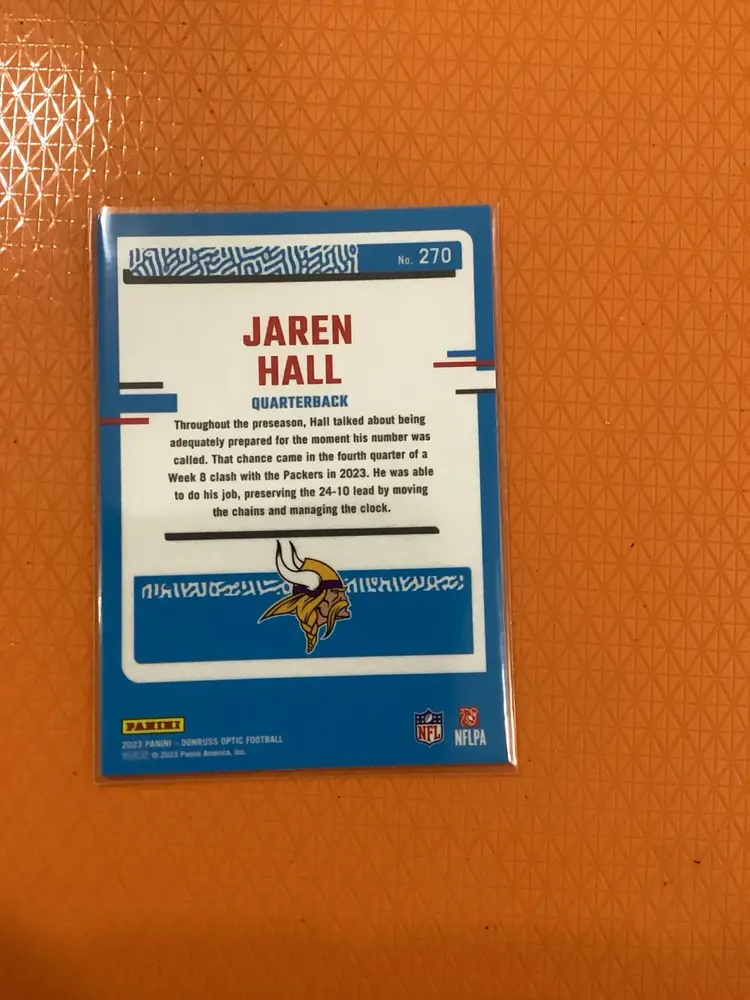 No. 270
JAREN
HALL
QUARTERBACK
Throughout the preseason, Hall talked about being
adequately prepared for the moment his number was
called. That chance came in the fourth quarter of a
Week 8 clash with the Packers in 2023. He was able
to do his job, preserving the 24-10 lead by moving
the chains and managing the clock.
PANINI
2023 PANINI – DONRUSS OPTIC FOOTBALL
© 2023 Panini America, Inc.
NFL
NFLPA